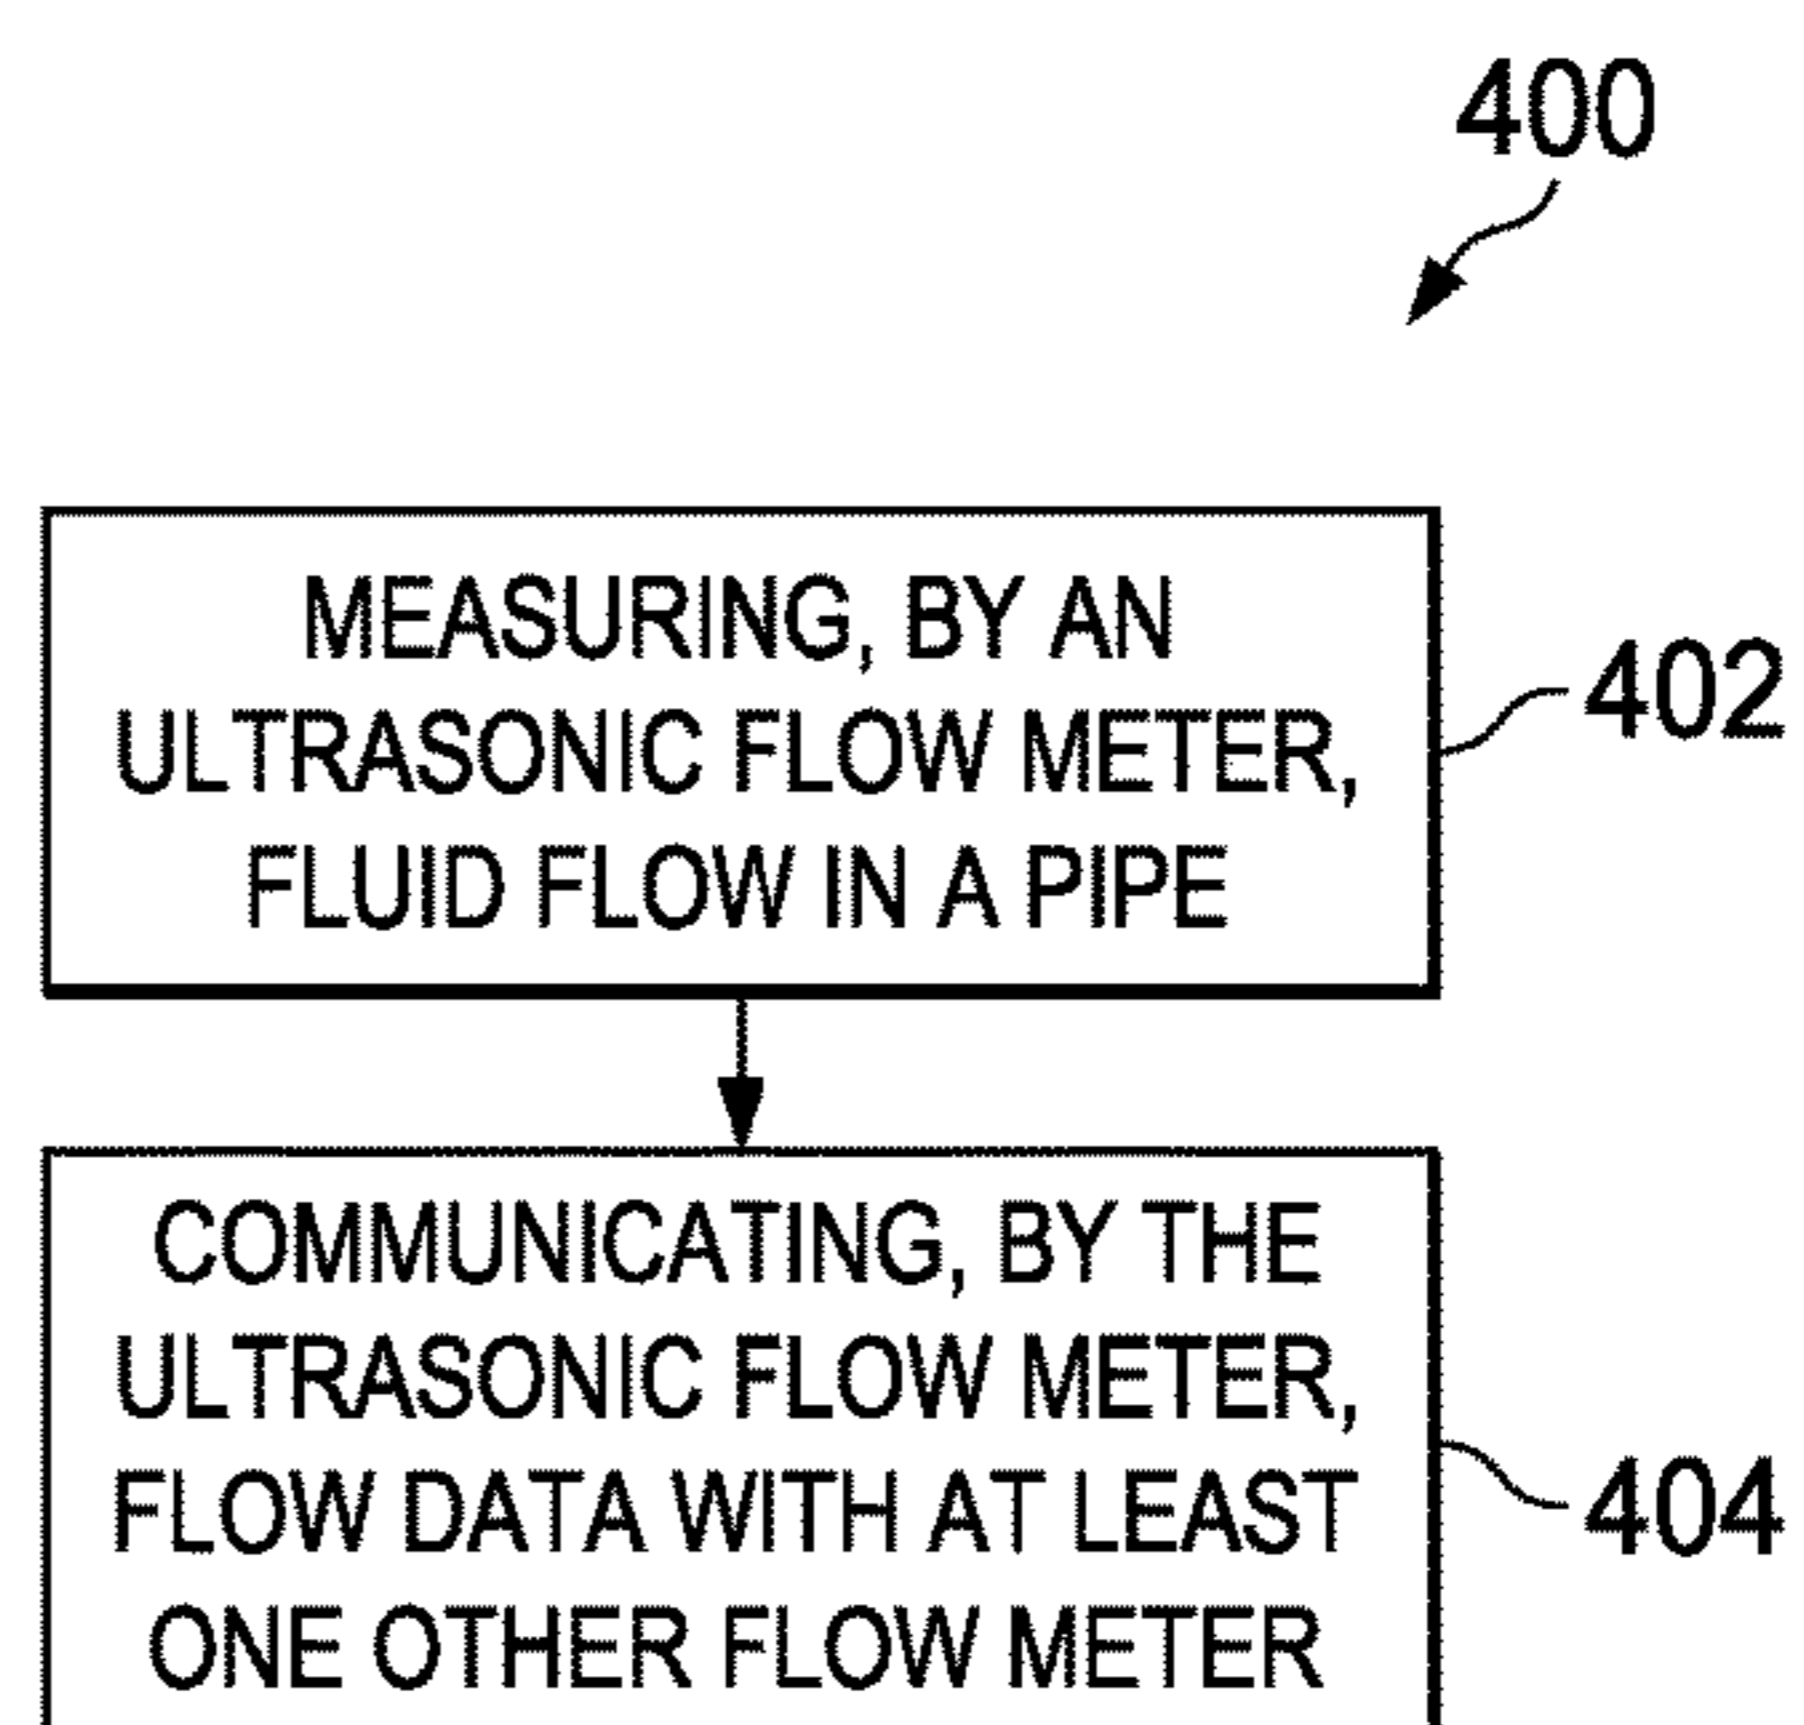 400
MEASURING, BY AN
ULTRASONIC FLOW METER,
FLUID FLOW IN A PIPE
402
COMMUNICATING, BY THE
ULTRASONIC FLOW METER,
FLOW DATA WITH AT LEAST
ONE OTHER FLOW METER
404